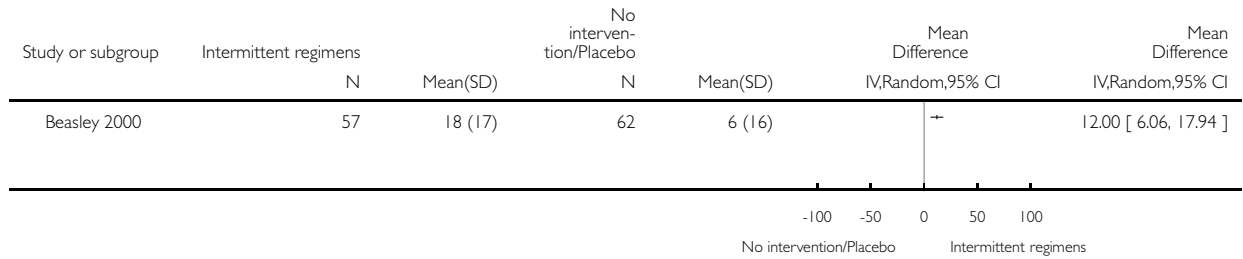 Study or subgroup Intermittent regimens No interven- tion/Placebo Mean Difference Mean Difference
N Mean(SD) N Mean(SD) IV,Random,95% CI IV,Random,95% CI
Beasley 2000 57 18 (17) 62 6 (16) 12.00 [ 6.06, 17.94 ]
-100 -50 0 50 100
No intervention/Placebo Intermittent regimens